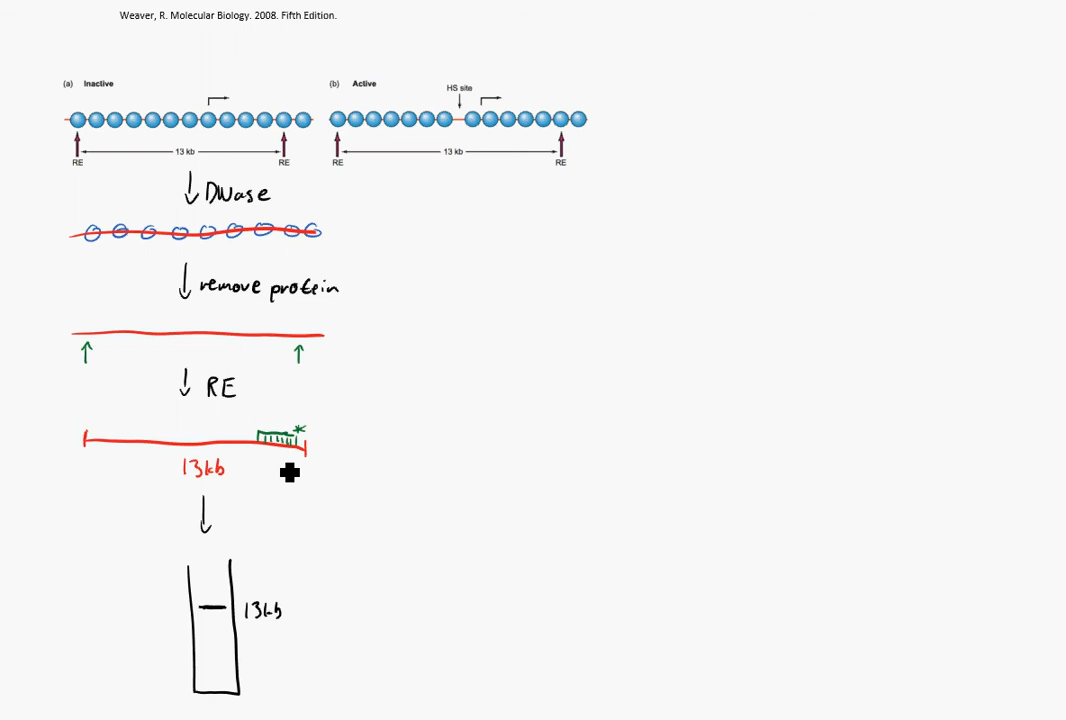 Weaver, R. Molecular Biology. 2008. Fifth Edition.
(a) Inactive
13 kb
RE
RE
(b) Active
HS site
13 kb
RE
RE
DNase
remove protein
RE
*
13kb
13kb